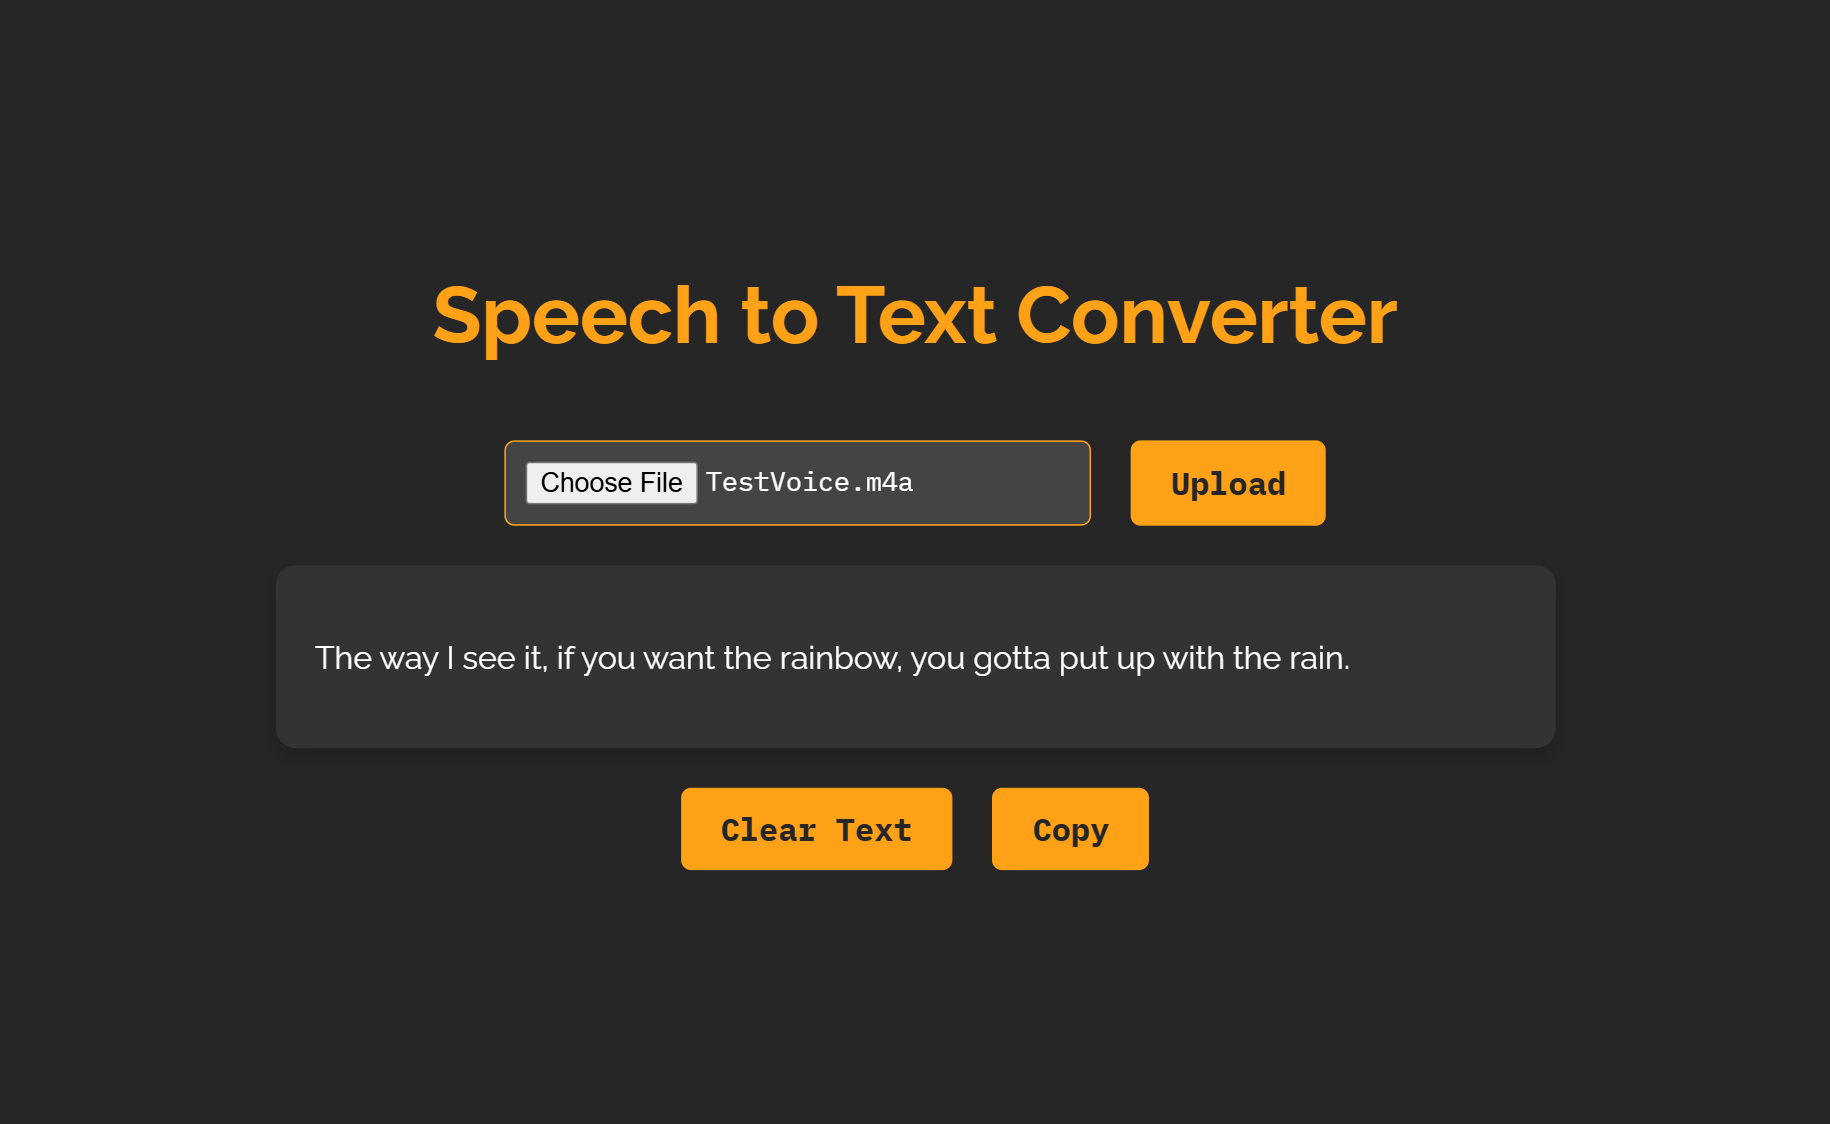 Speech to Text Converter
Choose File TestVoice.m4a
Upload
The way I see it, if you want the rainbow, you gotta put up with the rain.
Clear Text
Copy